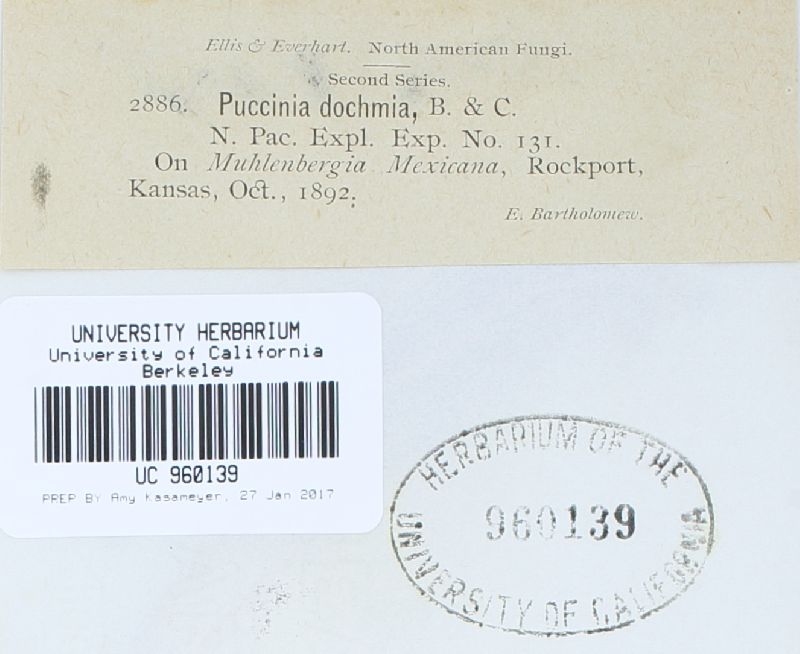 Ellis & Everhart. North American Fungi.
Second Series.
2886. Puccinia dochmia, B. & C.
N. Pac. Expl. Exp. No. 131.
On Muhlenbergia Mexicana, Rockport,
Kansas, Oct., 1892.
E. Bartholomew.
UNIVERSITY HERBARIUM
University of California
Berkeley
UC 960139
PREP BY Amy Kasameyer, 27 Jan 2017
HERBARIUM OF THE
960139
UNIVERSITY OF CALIFORNIA